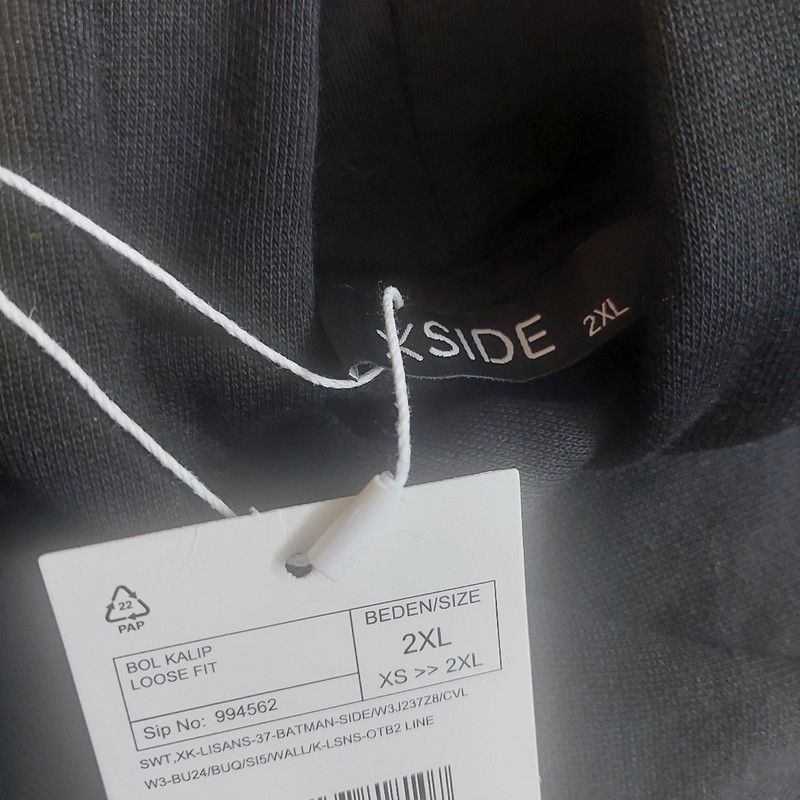 XSIDE 2XL
22
PAP
BOL KALIP
LOOSE FIT
BEDEN/SIZE
2XL
XS >> 2XL
Sip No: 994562
SWT,XK-LISANS-37-BATMAN-SIDE/W3J237Z8/CVL
W3-BU24/BUQ/SI5/WALL/K-LSNS-OTB2 LINE